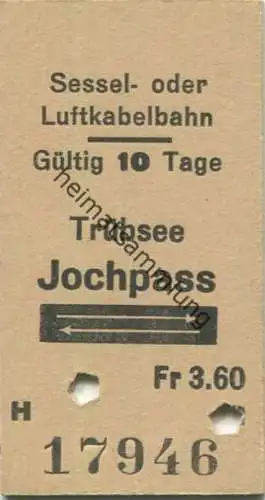 Sessel- oder
Luftkabelbahn
Gültig 10 Tage
Trübsee
Jochpass
Fr 3.60
H
17946
heimatsammlung